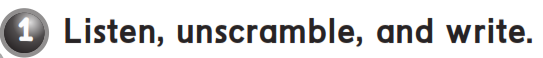 1 Listen, unscramble, and write.